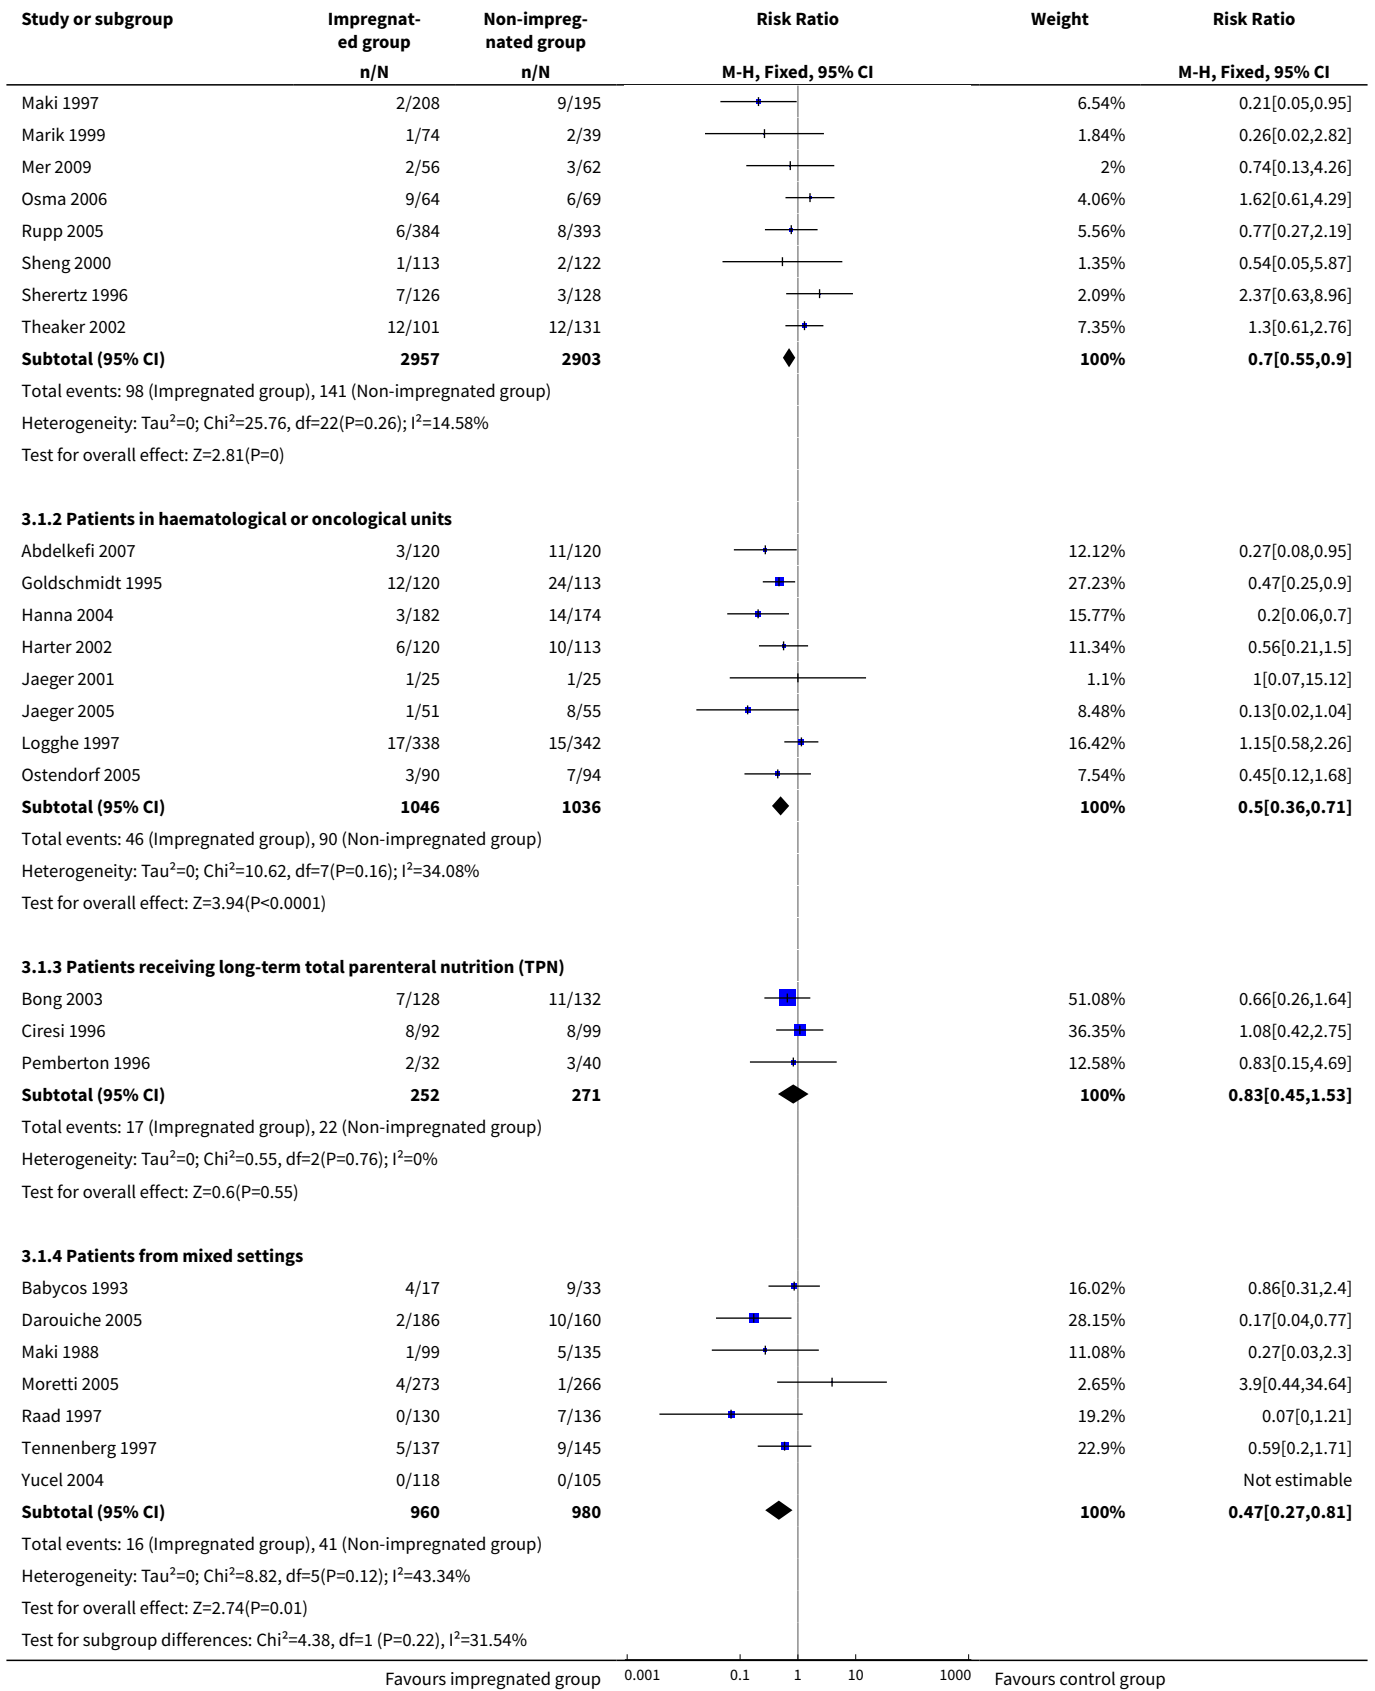 Study or subgroup Impregnat- Non-impreg- Risk Ratio Weight Risk Ratio
ed group nated group
n/N n/N M-H, Fixed, 95% CI M-H, Fixed, 95% CI
Maki 1997 2/208 9/195 6.54% 0.21[0.05,0.95]
Marik 1999 1/74 2/39 1.84% 0.26[0.02,2.82]
Mer 2009 2/56 3/62 2% 0.74[0.13,4.26]
Osma 2006 9/64 6/69 4.06% 1.62[0.61,4.29]
Rupp 2005 6/384 8/393 5.56% 0.77[0.27,2.19]
Sheng 2000 1/113 2/122 1.35% 0.54[0.05,5.87]
Sherertz 1996 7/126 3/128 2.09% 2.37[0.63,8.96]
Theaker 2002 12/101 12/131 7.35% 1.3[0.61,2.76]
Subtotal (95% CI) 2957 2903 100% 0.7[0.55,0.9]
Total events: 98 (Impregnated group), 141 (Non-impregnated group)
Heterogeneity: Tau²=0; Chi²=25.76, df=22(P=0.26); I²=14.58%
Test for overall effect: Z=2.81(P=0)
3.1.2 Patients in haematological or oncological units
Abdelkefi 2007 3/120 11/120 12.12% 0.27[0.08,0.95]
Goldschmidt 1995 12/120 24/113 27.23% 0.47[0.25,0.9]
Hanna 2004 3/182 14/174 15.77% 0.2[0.06,0.7]
Harter 2002 6/120 10/113 11.34% 0.56[0.21,1.5]
Jaeger 2001 1/25 1/25 1.1% 1[0.07,15.12]
Jaeger 2005 1/51 8/55 8.48% 0.13[0.02,1.04]
Logghe 1997 17/338 15/342 16.42% 1.15[0.58,2.26]
Ostendorf 2005 3/90 7/94 7.54% 0.45[0.12,1.68]
Subtotal (95% CI) 1046 1036 100% 0.5[0.36,0.71]
Total events: 46 (Impregnated group), 90 (Non-impregnated group)
Heterogeneity: Tau²=0; Chi²=10.62, df=7(P=0.16); I²=34.08%
Test for overall effect: Z=3.94(P<0.0001)
3.1.3 Patients receiving long-term total parenteral nutrition (TPN)
Bong 2003 7/128 11/132 51.08% 0.66[0.26,1.64]
Ciresi 1996 8/92 8/99 36.35% 1.08[0.42,2.75]
Pemberton 1996 2/32 3/40 12.58% 0.83[0.15,4.69]
Subtotal (95% CI) 252 271 100% 0.83[0.45,1.53]
Total events: 17 (Impregnated group), 22 (Non-impregnated group)
Heterogeneity: Tau²=0; Chi²=0.55, df=2(P=0.76); I²=0%
Test for overall effect: Z=0.6(P=0.55)
3.1.4 Patients from mixed settings
Babycos 1993 4/17 9/33 16.02% 0.86[0.31,2.4]
Darouiche 2005 2/186 10/160 28.15% 0.17[0.04,0.77]
Maki 1988 1/99 5/135 11.08% 0.27[0.03,2.3]
Moretti 2005 4/273 1/266 2.65% 3.9[0.44,34.64]
Raad 1997 0/130 7/136 19.2% 0.07[0,1.21]
Tennenberg 1997 5/137 9/145 22.9% 0.59[0.2,1.71]
Yucel 2004 0/118 0/105 Not estimable
Subtotal (95% CI) 960 980 100% 0.47[0.27,0.81]
Total events: 16 (Impregnated group), 41 (Non-impregnated group)
Heterogeneity: Tau²=0; Chi²=8.82, df=5(P=0.12); I²=43.34%
Test for overall effect: Z=2.74(P=0.01)
Test for subgroup differences: Chi²=4.38, df=1 (P=0.22), I²=31.54%
Favours impregnated group 0.001 0.1 1 10 1000 Favours control group